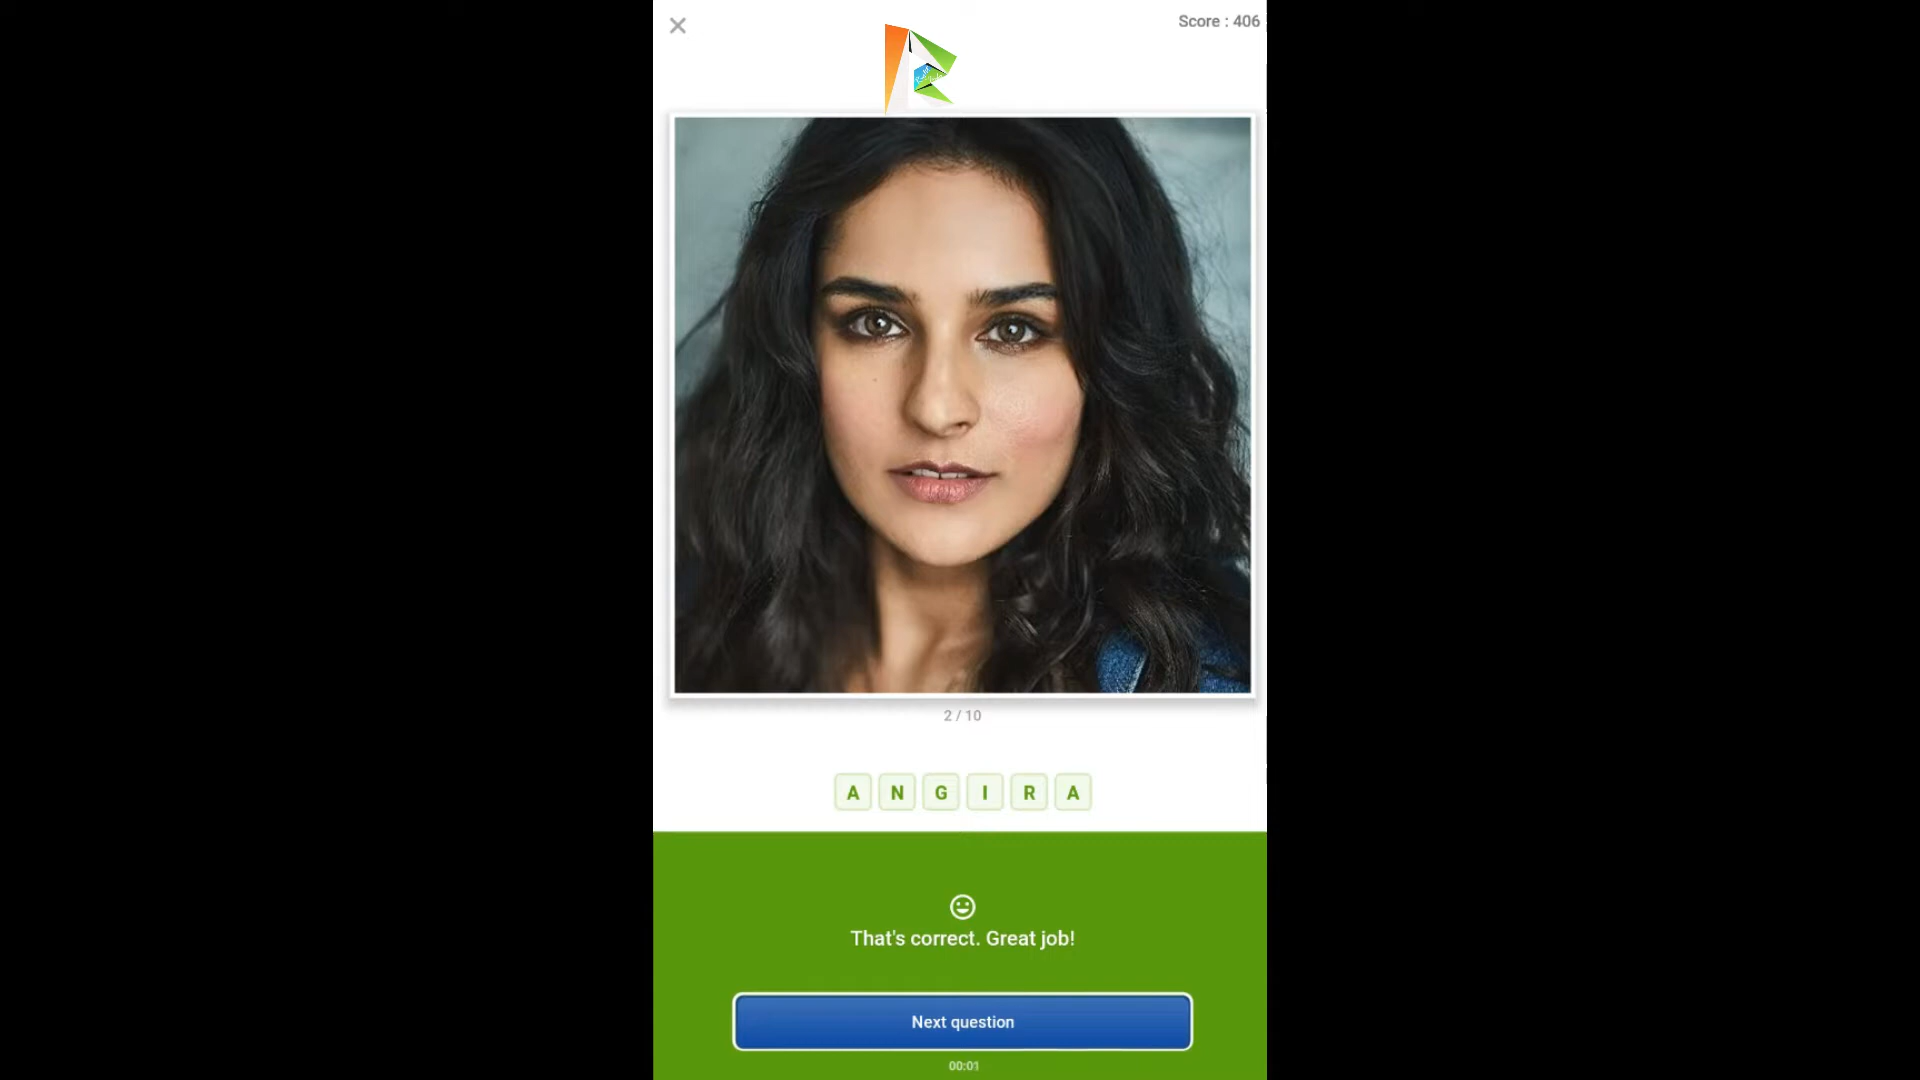 Score : 406
2 / 10
A N G I R A
That's correct. Great job!
Next question
00:01